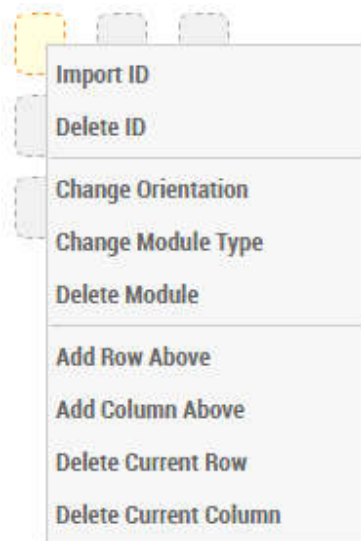 Import ID
Delete ID
Change Orientation
Change Module Type
Delete Module
Add Row Above
Add Column Above
Delete Current Row
Delete Current Column